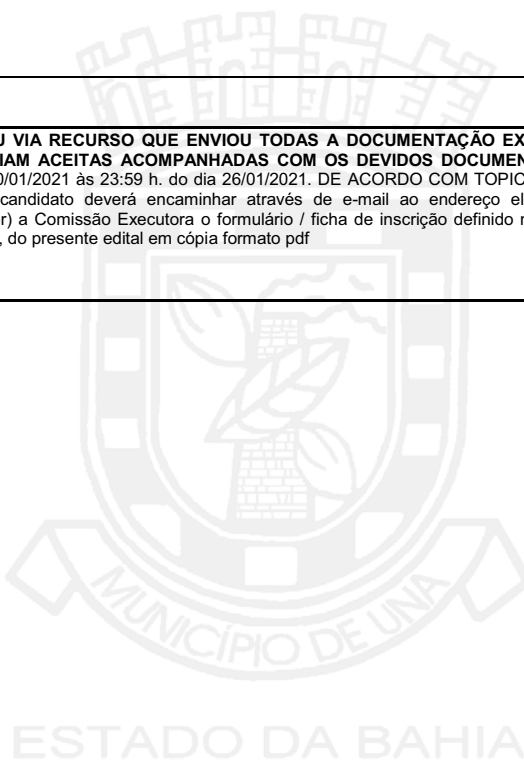 VIA RECURSO QUE ENVIOU TODAS A DOCUMENTAÇÃO EX
IAM ACEITAS ACOMPANHADAS COM OS DEVIDOS DOCUMEN
0/01/2021 às 23:59 h. do dia 26/01/2021. DE ACORDO COM TOPIC
candidato deverá encaminhar através de e-mail ao endereço el
er) a Comissão Executora o formulário / ficha de inscrição definido
, do presente edital em cópia formato pdf
MUNICÍPIO DE UNA
ESTADO DA BAHIA